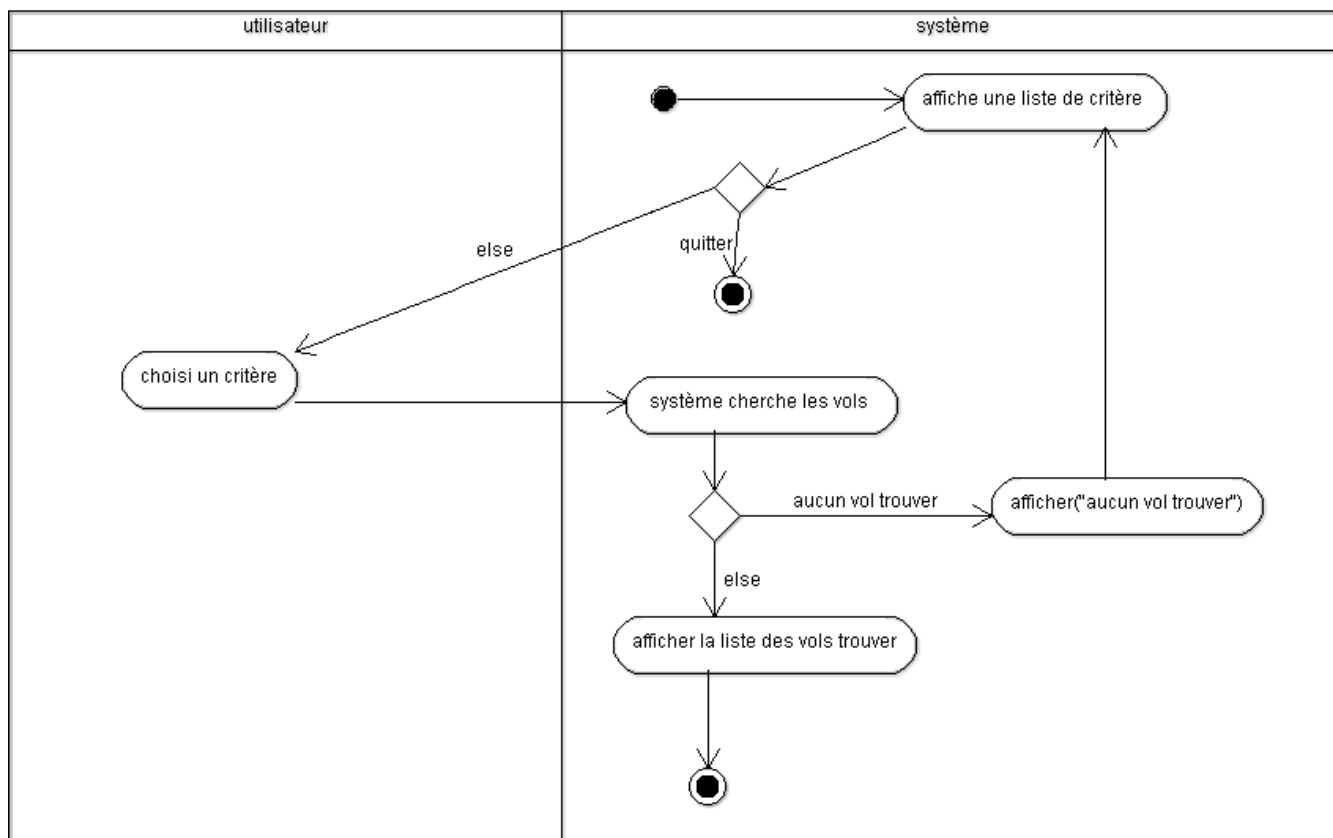 utilisateur
système
affiche une liste de critère
quitter
else
choisi un critère
système cherche les vols
aucun vol trouver
afficher("aucun vol trouver")
else
afficher la liste des vols trouver